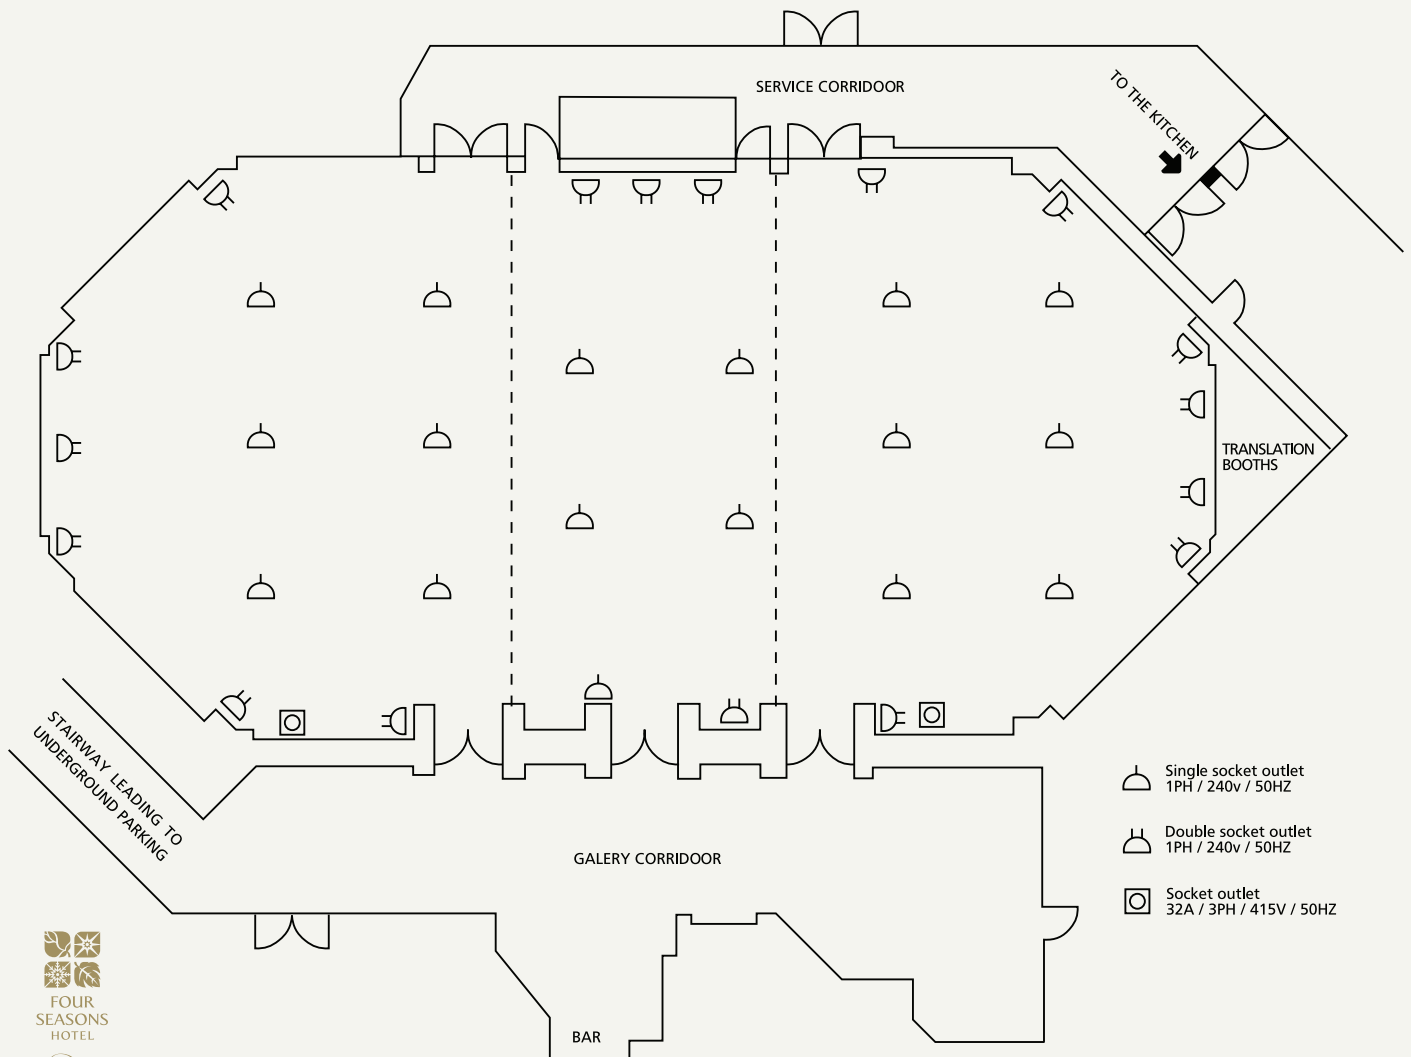 SERVICE CORRIDOOR
TO THE KITCHEN
TRANSLATION
BOOTHS
STAIRWAY LEADING TO
UNDERGROUND PARKING
Single socket outlet
1PH / 240v / 50HZ
Double socket outlet
1PH / 240v / 50HZ
Socket outlet
32A / 3PH / 415V / 50HZ
GALERY CORRIDOOR
FOUR
SEASONS
HOTEL
BAR